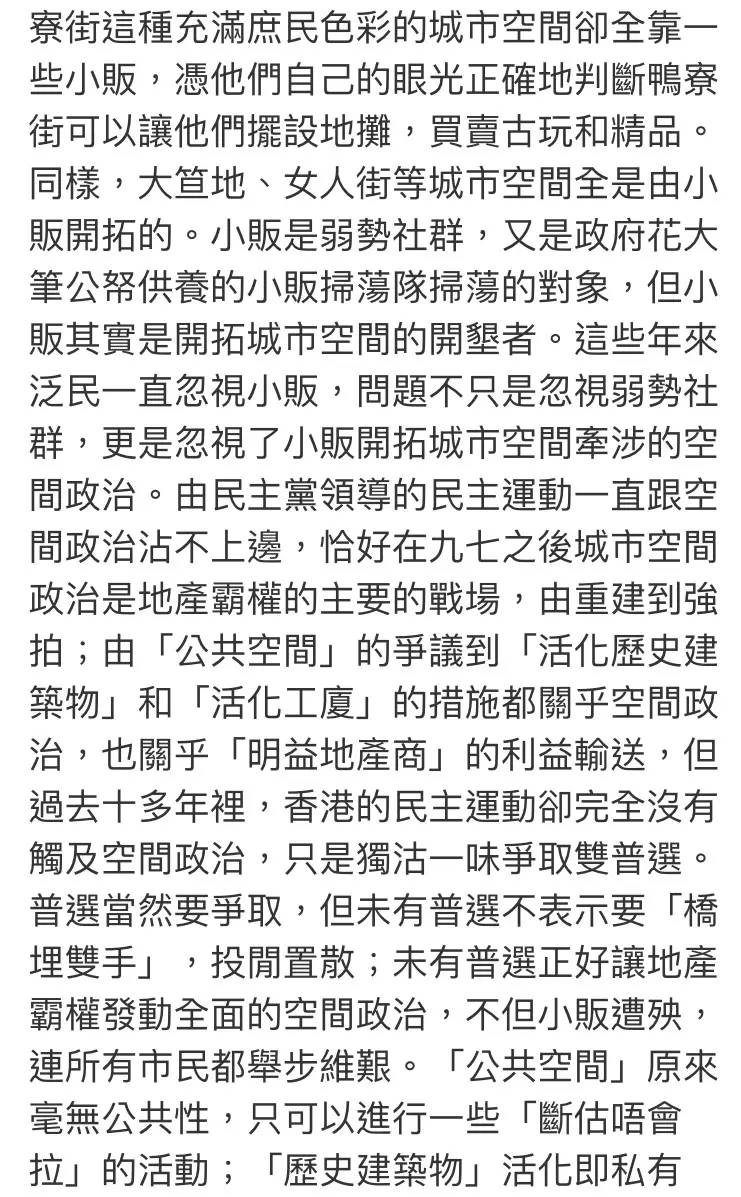 寮街這種充滿庶民色彩的城市空間卻全靠一
些小販，憑他們自己的眼光正確地判斷鴨寮
街可以讓他們擺設地攤，買賣古玩和精品。
同樣，大笪地、女人街等城市空間全是由小
販開拓的。小販是弱勢社群，又是政府花大
筆公帑供養的小販掃蕩隊掃蕩的對象，但小
販其實是開拓城市空間的開墾者。這些年來
泛民一直忽視小販，問題不只是忽視弱勢社
群，更是忽視了小販開拓城市空間牽涉的空
間政治。由民主黨領導的民主運動一直跟空
間政治沾不上邊，恰好在九七之後城市空間
政治是地產霸權的主要的戰場，由重建到強
拍；由「公共空間」的爭議到「活化歷史建
築物」和「活化工廈」的措施都關乎空間政
治，也關乎「明益地產商」的利益輸送，但
過去十多年裡，香港的民主運動卻完全沒有
觸及空間政治，只是獨沽一味爭取雙普選。
普選當然要爭取，但未有普選不表示要「橋
埋雙手」，投閒置散；未有普選正好讓地產
霸權發動全面的空間政治，不但小販遭殃，
連所有市民都舉步維艱。「公共空間」原來
毫無公共性，只可以進行一些「斷估唔會
拉」的活動；「歷史建築物」活化即私有